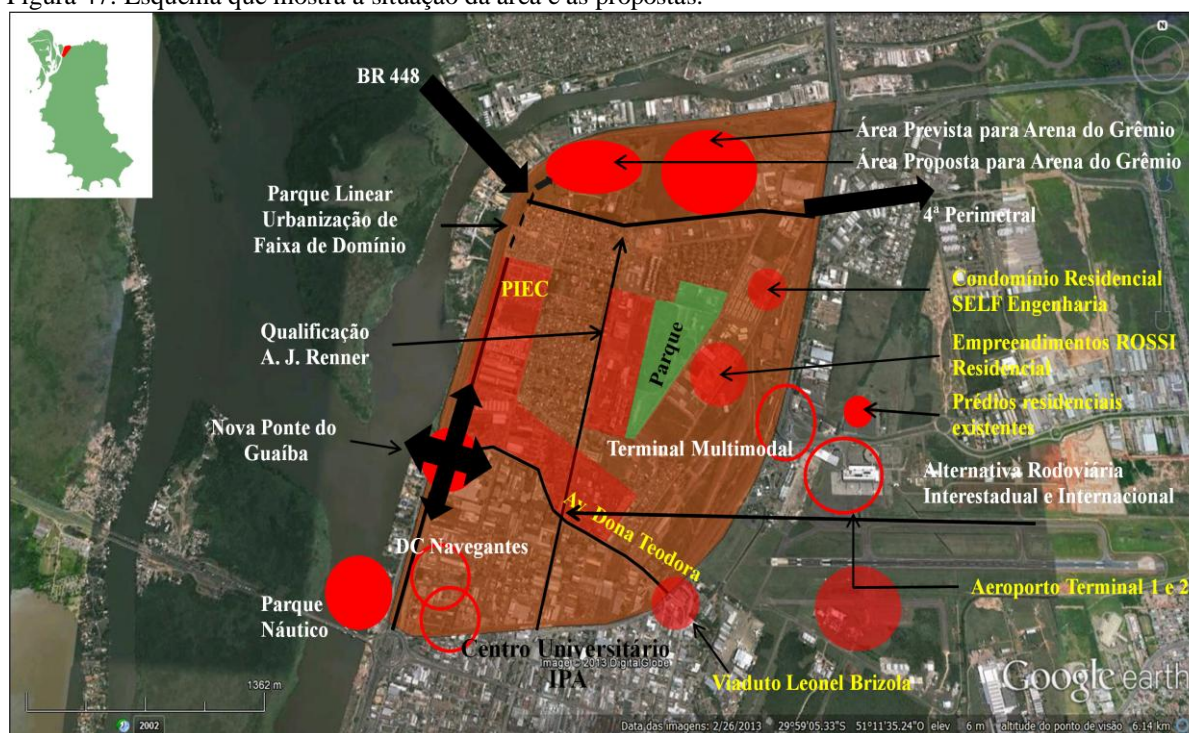 Figura 47: Esquema que mostra a situação da área e as propostas.
N
BR 448
Área Prevista para Arena do Grêmio
Área Proposta para Arena do Grêmio
Parque Linear
Urbanização de
Faixa de Domínio
4ª Perimetral
PIEC
Condomínio Residencial
SELF Engenharia
Qualificação
A. J. Renner
Parque
Empreendimentos ROSSI
Residencial
Prédios residenciais
existentes
Nova Ponte do
Guaíba
Terminal Multimodal
Alternativa Rodoviária
Interestadual e Internacional
Av. Dona Teodora
DC Navegantes
Aeroporto Terminal 1 e 2
Parque
Náutico
Centro Universitário
IPA
Image © 2013 DigitalGlobe
Viaduto Leonel Brizola
Google earth
1362 m
2002
Data das imagens: 2/26/2013 29°59'05.33"S 51°11'35.24"O elev 6 m altitude do ponto de visão 6.14 km